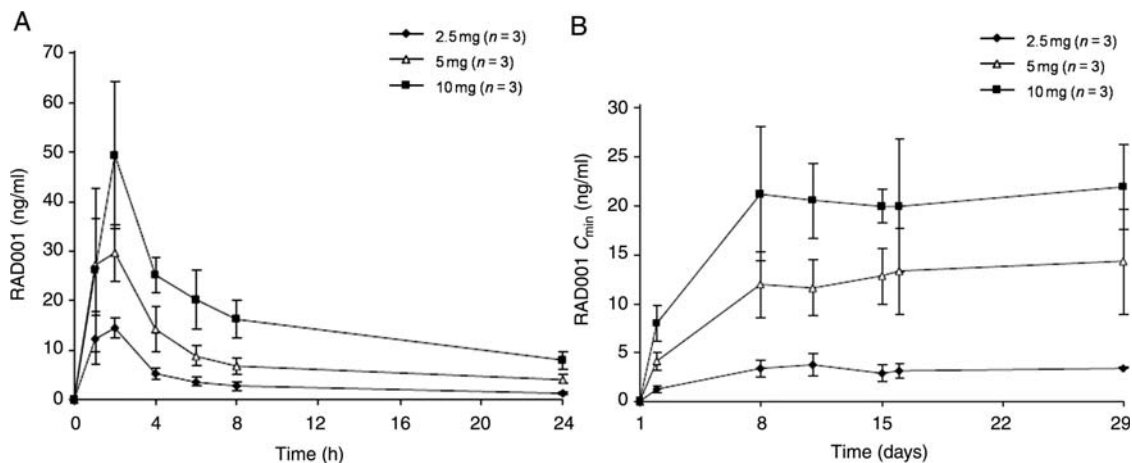 A
2.5 mg (n = 3)
5 mg (n = 3)
10 mg (n = 3)
70
60
50
40
30
20
10
0
RAD001 (ng/ml)
0 4 8 12 16 20 24
Time (h)
B
2.5 mg (n = 3)
5 mg (n = 3)
10 mg (n = 3)
30
25
20
15
10
5
0
RAD001 Cmin (ng/ml)
1 8 15 22 29
Time (days)